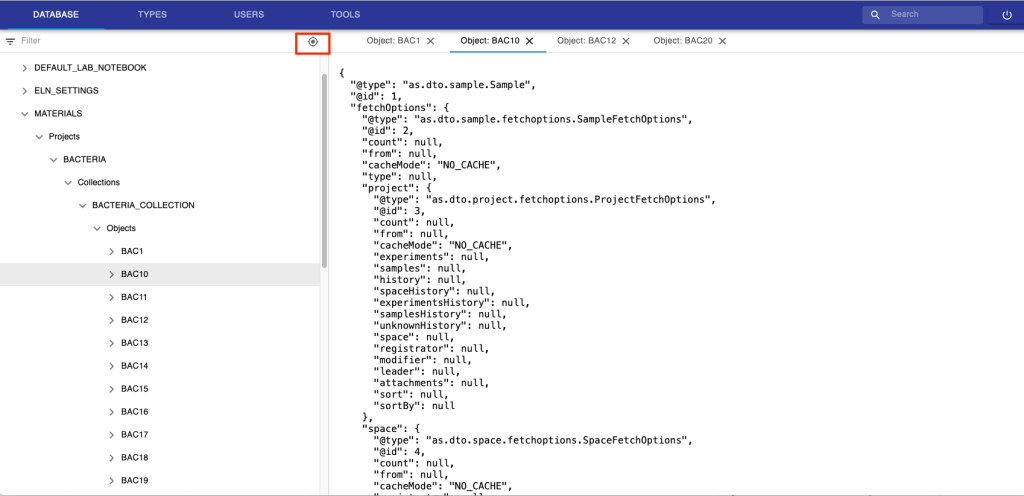 DATABASE TYPES USERS TOOLS Search
Filter
Object: BAC1 Object: BAC10 Object: BAC12 Object: BAC20
DEFAULT_LAB_NOTEBOOK
ELN_SETTINGS
MATERIALS
Projects
BACTERIA
Collections
BACTERIA_COLLECTION
Objects
BAC1
BAC10
BAC11
BAC12
BAC13
BAC14
BAC15
BAC16
BAC17
BAC18
BAC19
{
"@type": "as.dto.sample.Sample",
"@id": 1,
"fetchOptions": {
"@type": "as.dto.sample.fetchoptions.SampleFetchOptions",
"@id": 2,
"count": null,
"from": null,
"cacheMode": "NO_CACHE",
"type": null,
"project": {
"@type": "as.dto.project.fetchoptions.ProjectFetchOptions",
"@id": 3,
"count": null,
"from": null,
"cacheMode": "NO_CACHE",
"experiments": null,
"samples": null,
"history": null,
"spaceHistory": null,
"experimentsHistory": null,
"samplesHistory": null,
"unknownHistory": null,
"space": null,
"registrator": null,
"modifier": null,
"leader": null,
"attachments": null,
"sort": null,
"sortBy": null
},
"space": {
"@type": "as.dto.space.fetchoptions.SpaceFetchOptions",
"@id": 4,
"count": null,
"from": null,
"cacheMode": "NO_CACHE",